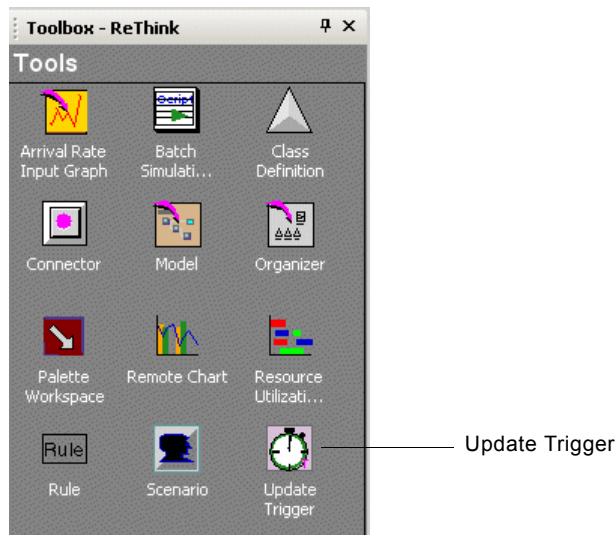 Toolbox - ReThink
Tools
Script
Arrival Rate
Input Graph
Batch
Simulati...
Class
Definition
Connector
Model
Organizer
Palette
Workspace
Remote Chart
Resource
Utilizati...
Rule
Rule
Scenario
Update
Trigger
Update Trigger